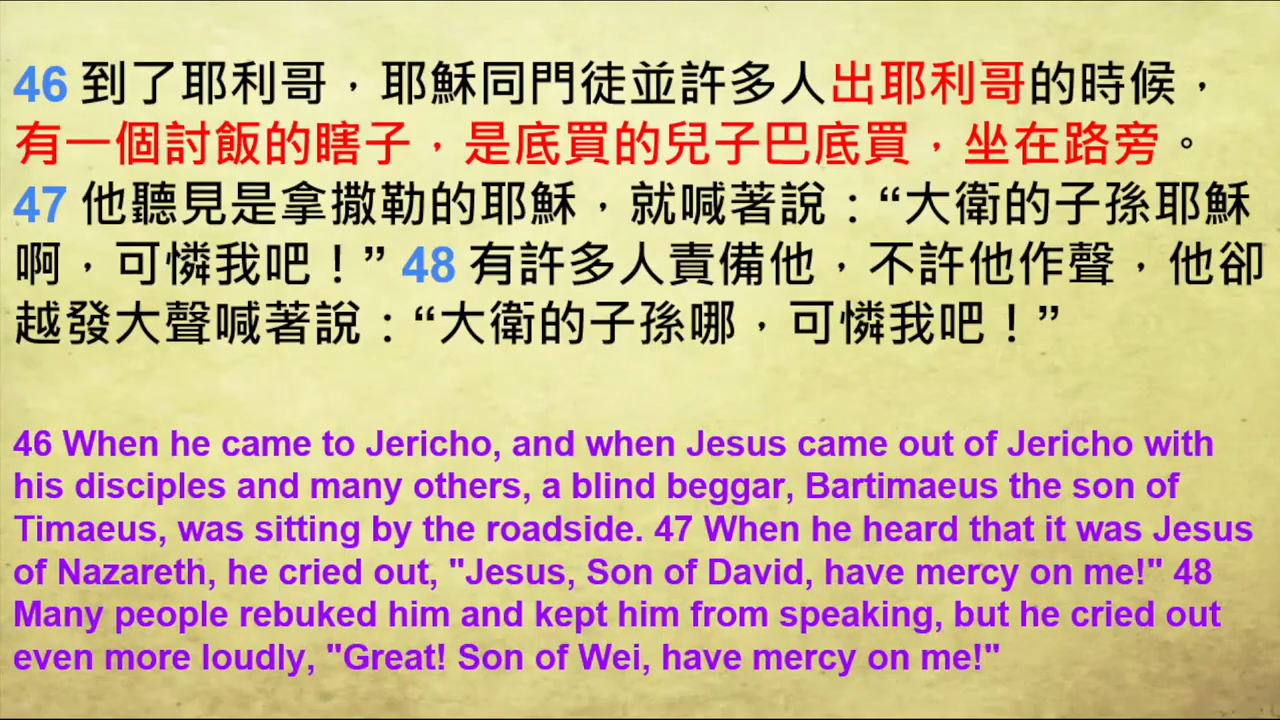 46 到了耶利哥，耶穌同門徒並許多人出耶利哥的時候，
有一個討飯的瞎子，是底買的兒子巴底買，坐在路旁。
47 他聽見是拿撒勒的耶穌，就喊著說：“大衛的子孫耶穌
啊，可憐我吧！” 48 有許多人責備他，不許他作聲，他卻
越發大聲喊著說：“大衛的子孫哪，可憐我吧！”
46 When he came to Jericho, and when Jesus came out of Jericho with
his disciples and many others, a blind beggar, Bartimaeus the son of
Timaeus, was sitting by the roadside. 47 When he heard that it was Jesus
of Nazareth, he cried out, "Jesus, Son of David, have mercy on me!" 48
Many people rebuked him and kept him from speaking, but he cried out
even more loudly, "Great! Son of Wei, have mercy on me!"